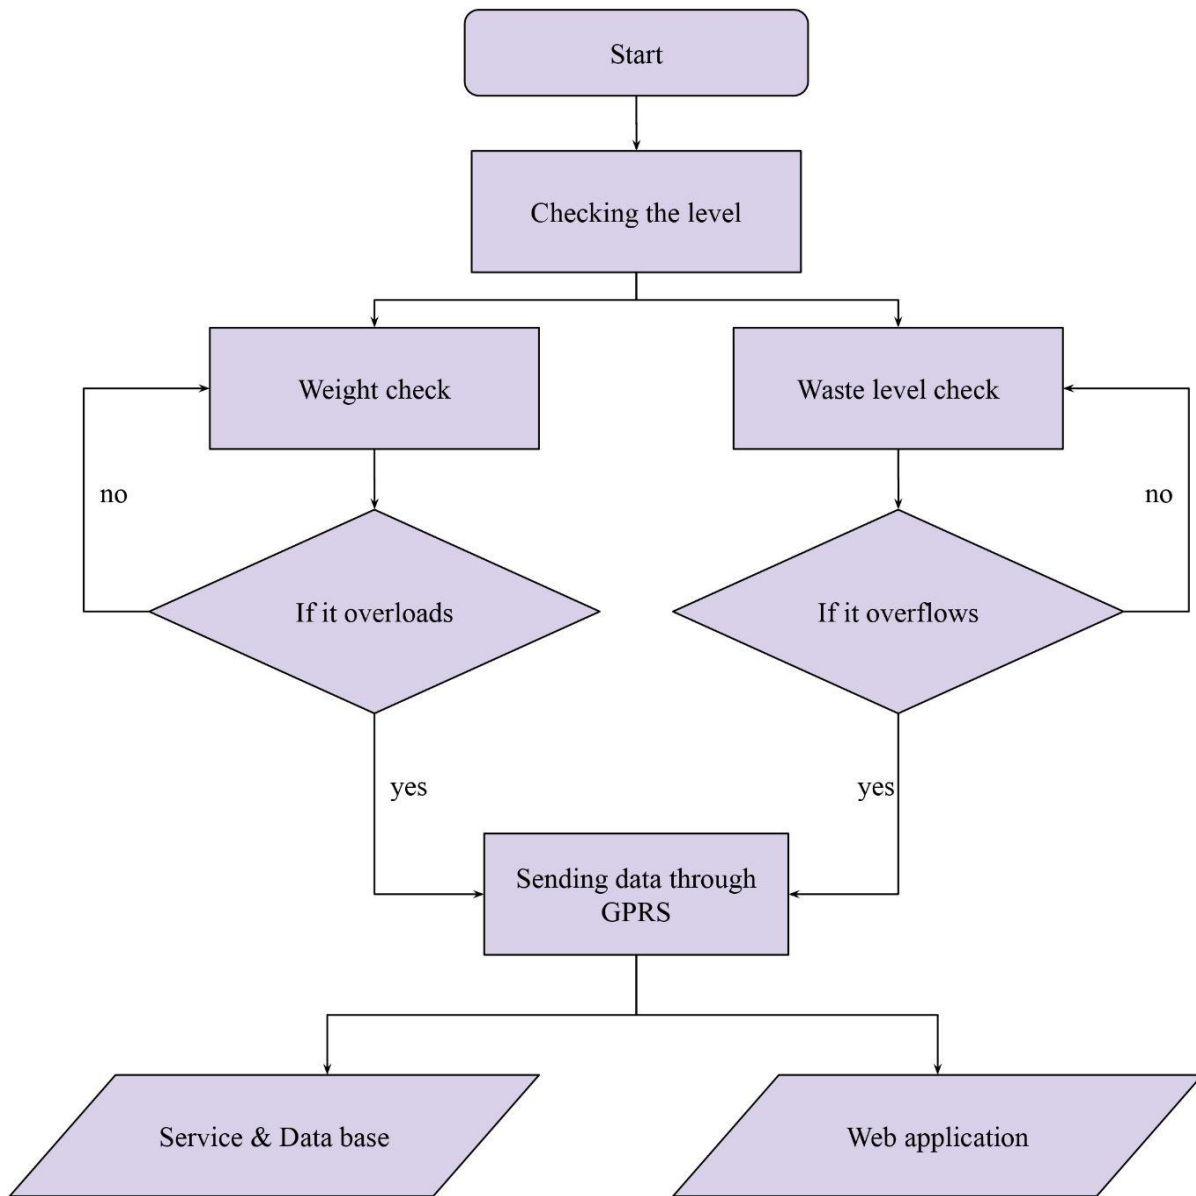 Start
Checking the level
Weight check
Waste level check
no
no
If it overloads
If it overflows
yes
yes
Sending data through
GPRS
Service & Data base
Web application